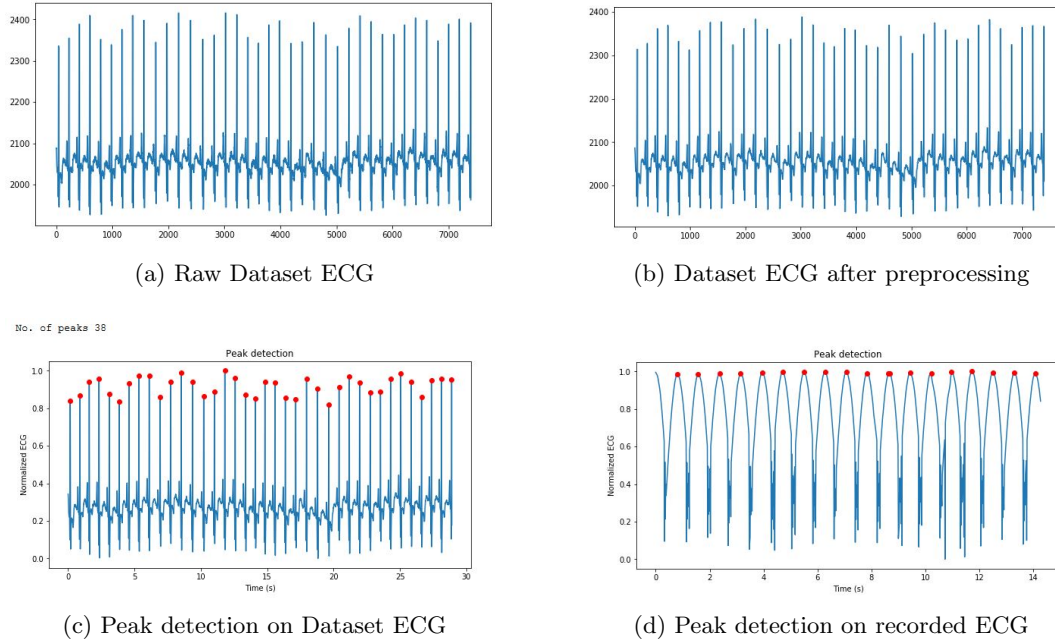 2400
2300
2200
2100
2000
0 1000 2000 3000 4000 5000 6000 7000
(a) Raw Dataset ECG
2400
2300
2200
2100
2000
0 1000 2000 3000 4000 5000 6000 7000
(b) Dataset ECG after preprocessing
No. of peaks 38
Peak detection
Normalized ECG
1.0
0.8
0.6
0.4
0.2
0.0
0 5 10 15 20 25 30
Time (s)
(c) Peak detection on Dataset ECG
Peak detection
Normalized ECG
1.0
0.8
0.6
0.4
0.2
0.0
0 2 4 6 8 10 12 14
Time (s)
(d) Peak detection on recorded ECG